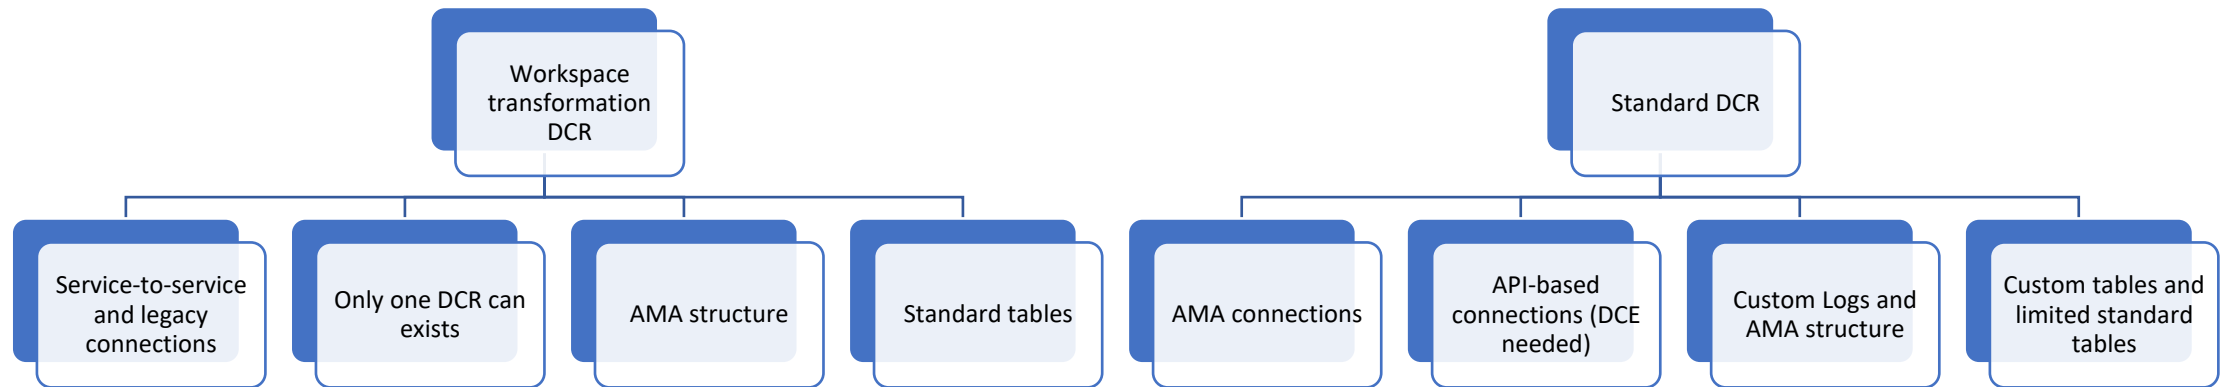 Workspace
transformation
DCR
Standard DCR
Service-to-service
and legacy
connections
Only one DCR can
exists
AMA structure
Standard tables
AMA connections
API-based
connections (DCE
needed)
Custom Logs and
AMA structure
Custom tables and
limited standard
tables